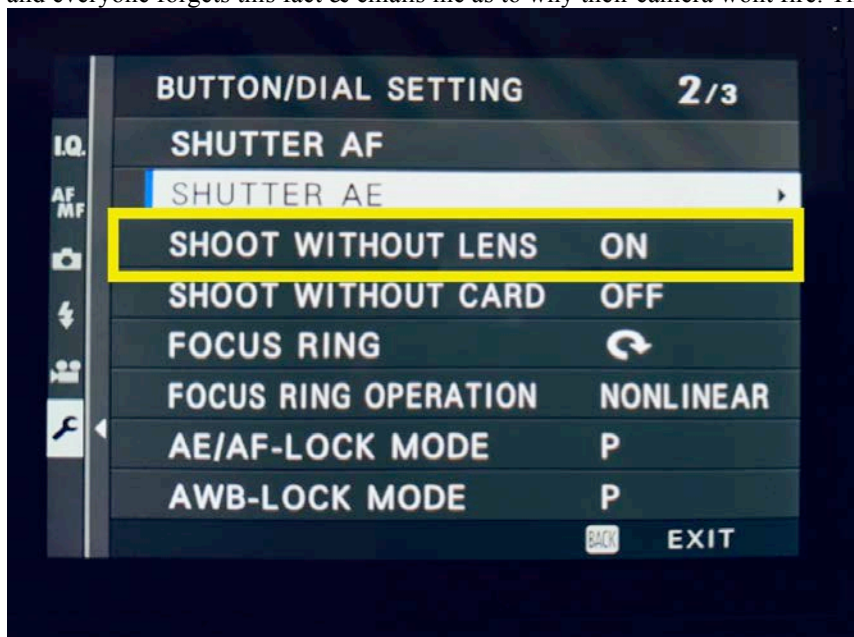 BUTTON/DIAL SETTING 2/3
I.Q.
SHUTTER AF
AF
MF
SHUTTER AE
SHOOT WITHOUT LENS ON
SHOOT WITHOUT CARD OFF
FOCUS RING
FOCUS RING OPERATION NONLINEAR
AE/AF-LOCK MODE P
AWB-LOCK MODE P
BACK EXIT